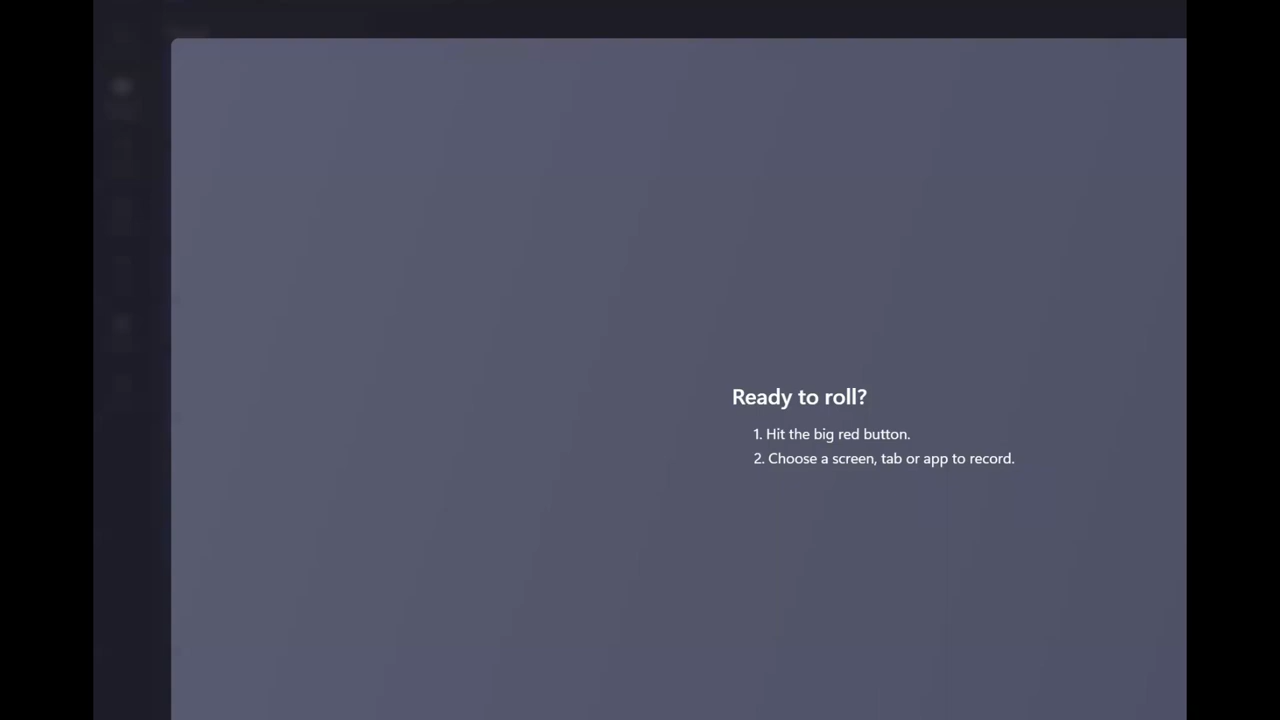 Ready to roll?
1. Hit the big red button.
2. Choose a screen, tab or app to record.